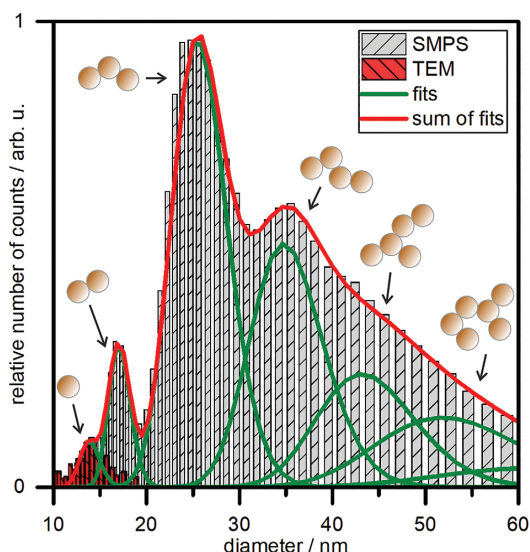 1
SMPS
TEM
fits
sum of fits
relative number of counts / arb. u.
0
10 20 30 40 50 60
diameter / nm